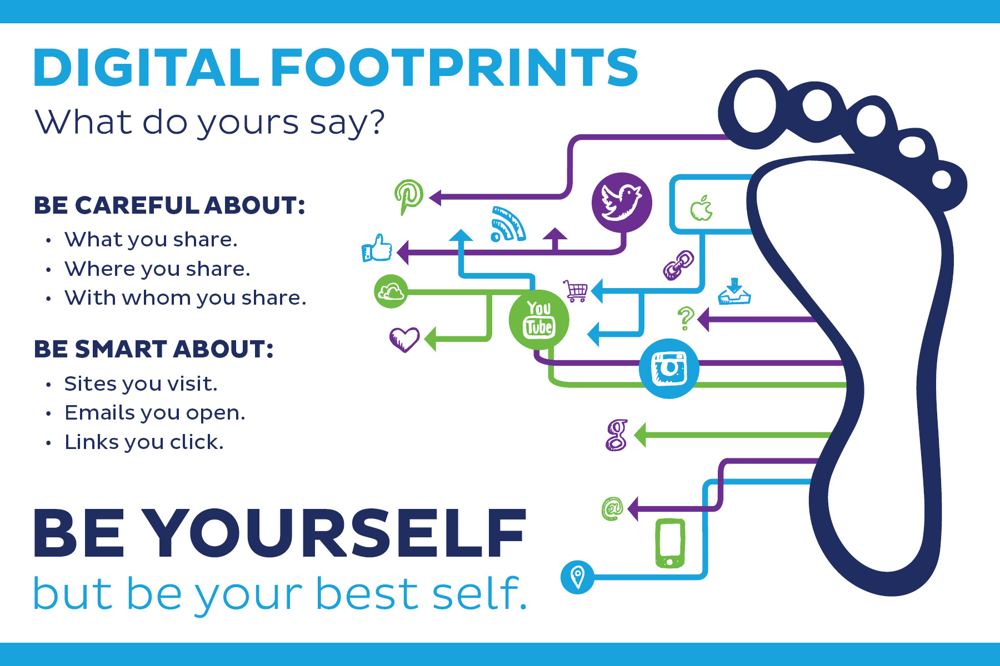 DIGITAL FOOTPRINTS
What do yours say?
BE CAREFUL ABOUT:
• What you share.
• Where you share.
• With whom you share.
BE SMART ABOUT:
• Sites you visit.
• Emails you open.
• Links you click.
BE YOURSELF
but be your best self.
You
Tube
?
g
@